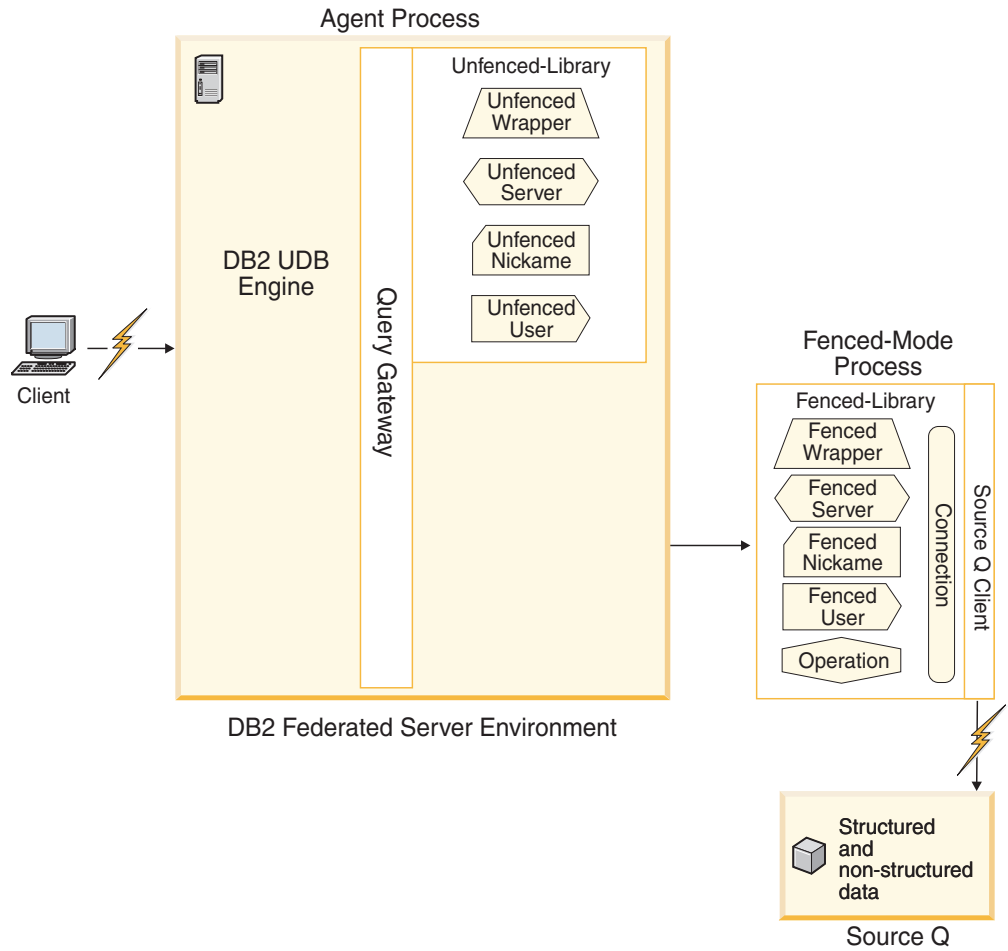 Agent Process
Unfenced-Library
Unfenced
Wrapper
Unfenced
Server
Unfenced
Nickame
Unfenced
User
DB2 UDB
Engine
Query Gateway
Client
DB2 Federated Server Environment
Fenced-Mode
Process
Fenced-Library
Fenced
Wrapper
Fenced
Server
Fenced
Nickame
Fenced
User
Operation
Connection
Source Q Client
Structured
and
non-structured
data
Source Q